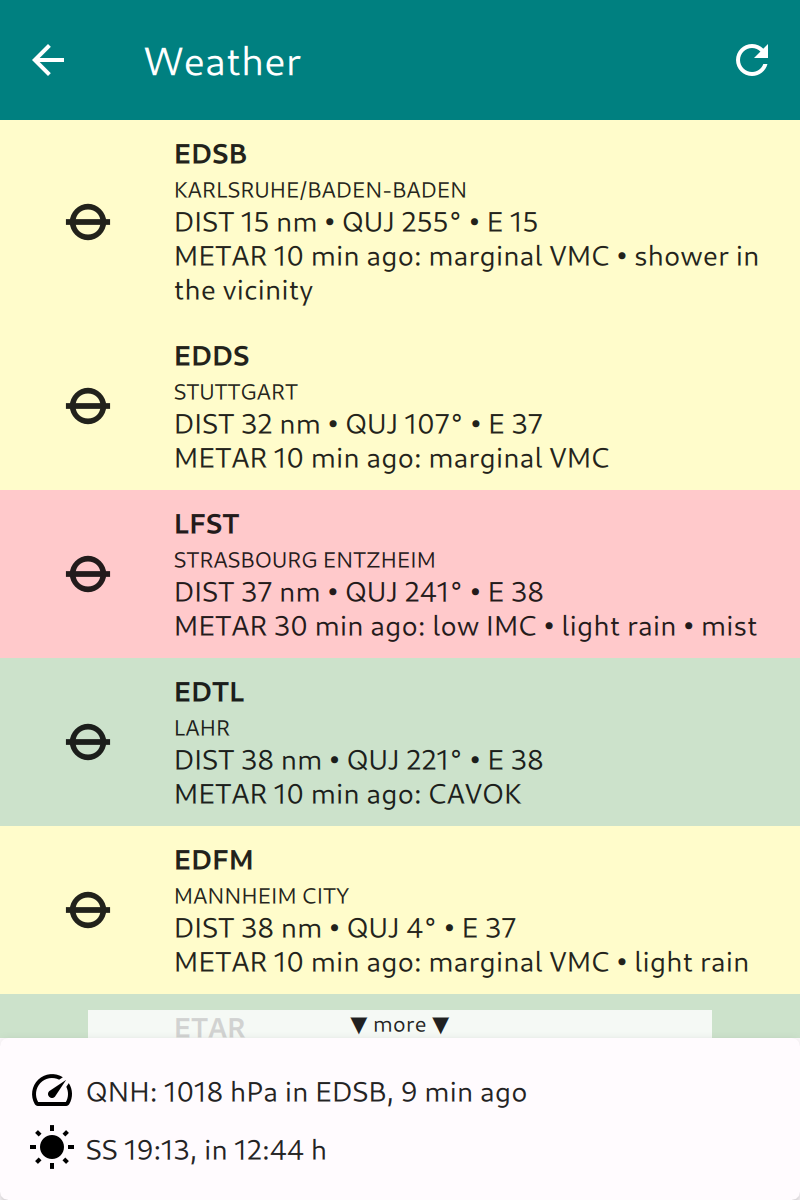 Weather
EDSB
KARLSRUHE/BADEN-BADEN
DIST 15 nm • QUJ 255° • E 15
METAR 10 min ago: marginal VMC • shower in
the vicinity
EDDS
STUTTGART
DIST 32 nm • QUJ 107° • E 37
METAR 10 min ago: marginal VMC
LFST
STRASBOURG ENTZHEIM
DIST 37 nm • QUJ 241° • E 38
METAR 30 min ago: low IMC • light rain • mist
EDTL
LAHR
DIST 38 nm • QUJ 221° • E 38
METAR 10 min ago: CAVOK
EDFM
MANNHEIM CITY
DIST 38 nm • QUJ 4° • E 37
METAR 10 min ago: marginal VMC • light rain
ETAR
▼ more ▼
QNH: 1018 hPa in EDSB, 9 min ago
SS 19:13, in 12:44 h